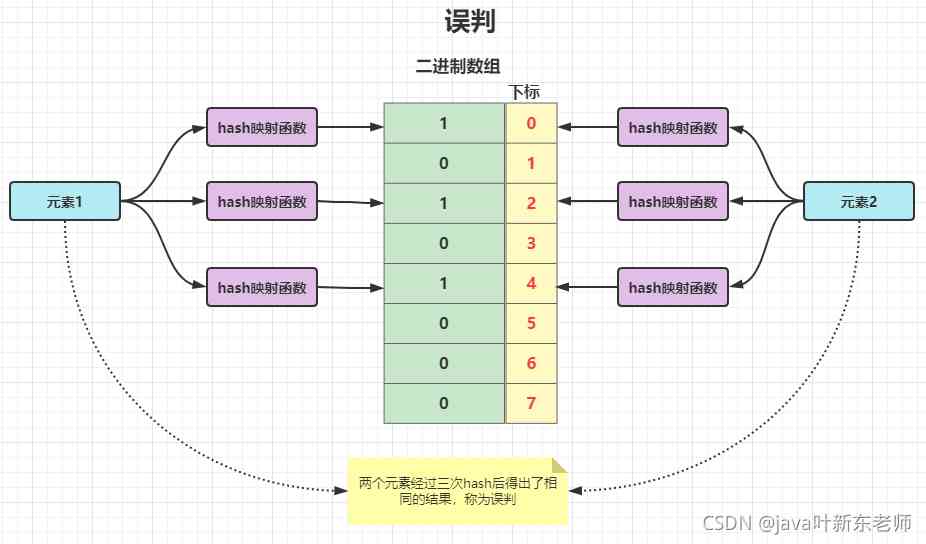 误判
二进制数组
下标
hash映射函数 1 0 hash映射函数
0 1
元素1 hash映射函数 1 2 hash映射函数 元素2
0 3
hash映射函数 1 4 hash映射函数
0 5
0 6
0 7
两个元素经过三次hash后得出了相
同的结果，称为误判
CSDN @java叶新东老师